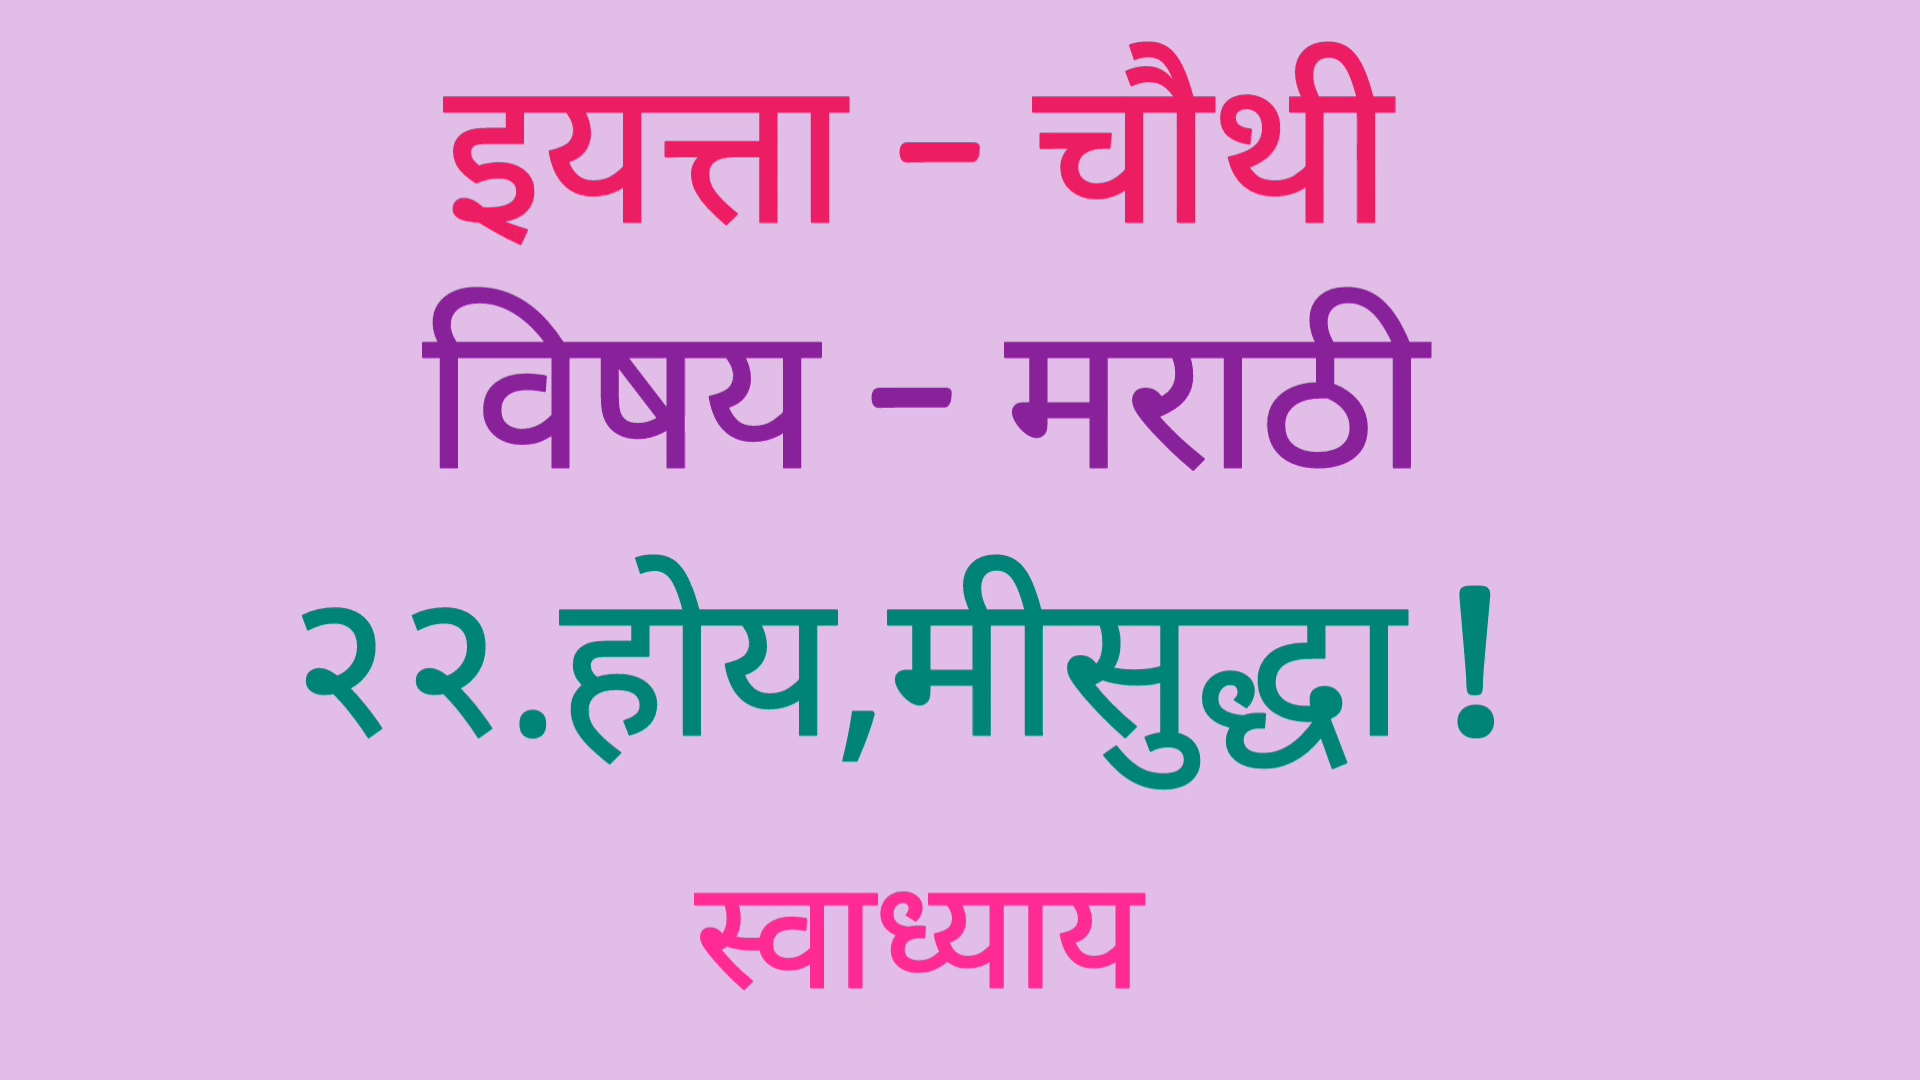 इयत्ता - चौथी
विषय - मराठी
२२.होय,मीसुद्धा !
स्वाध्याय